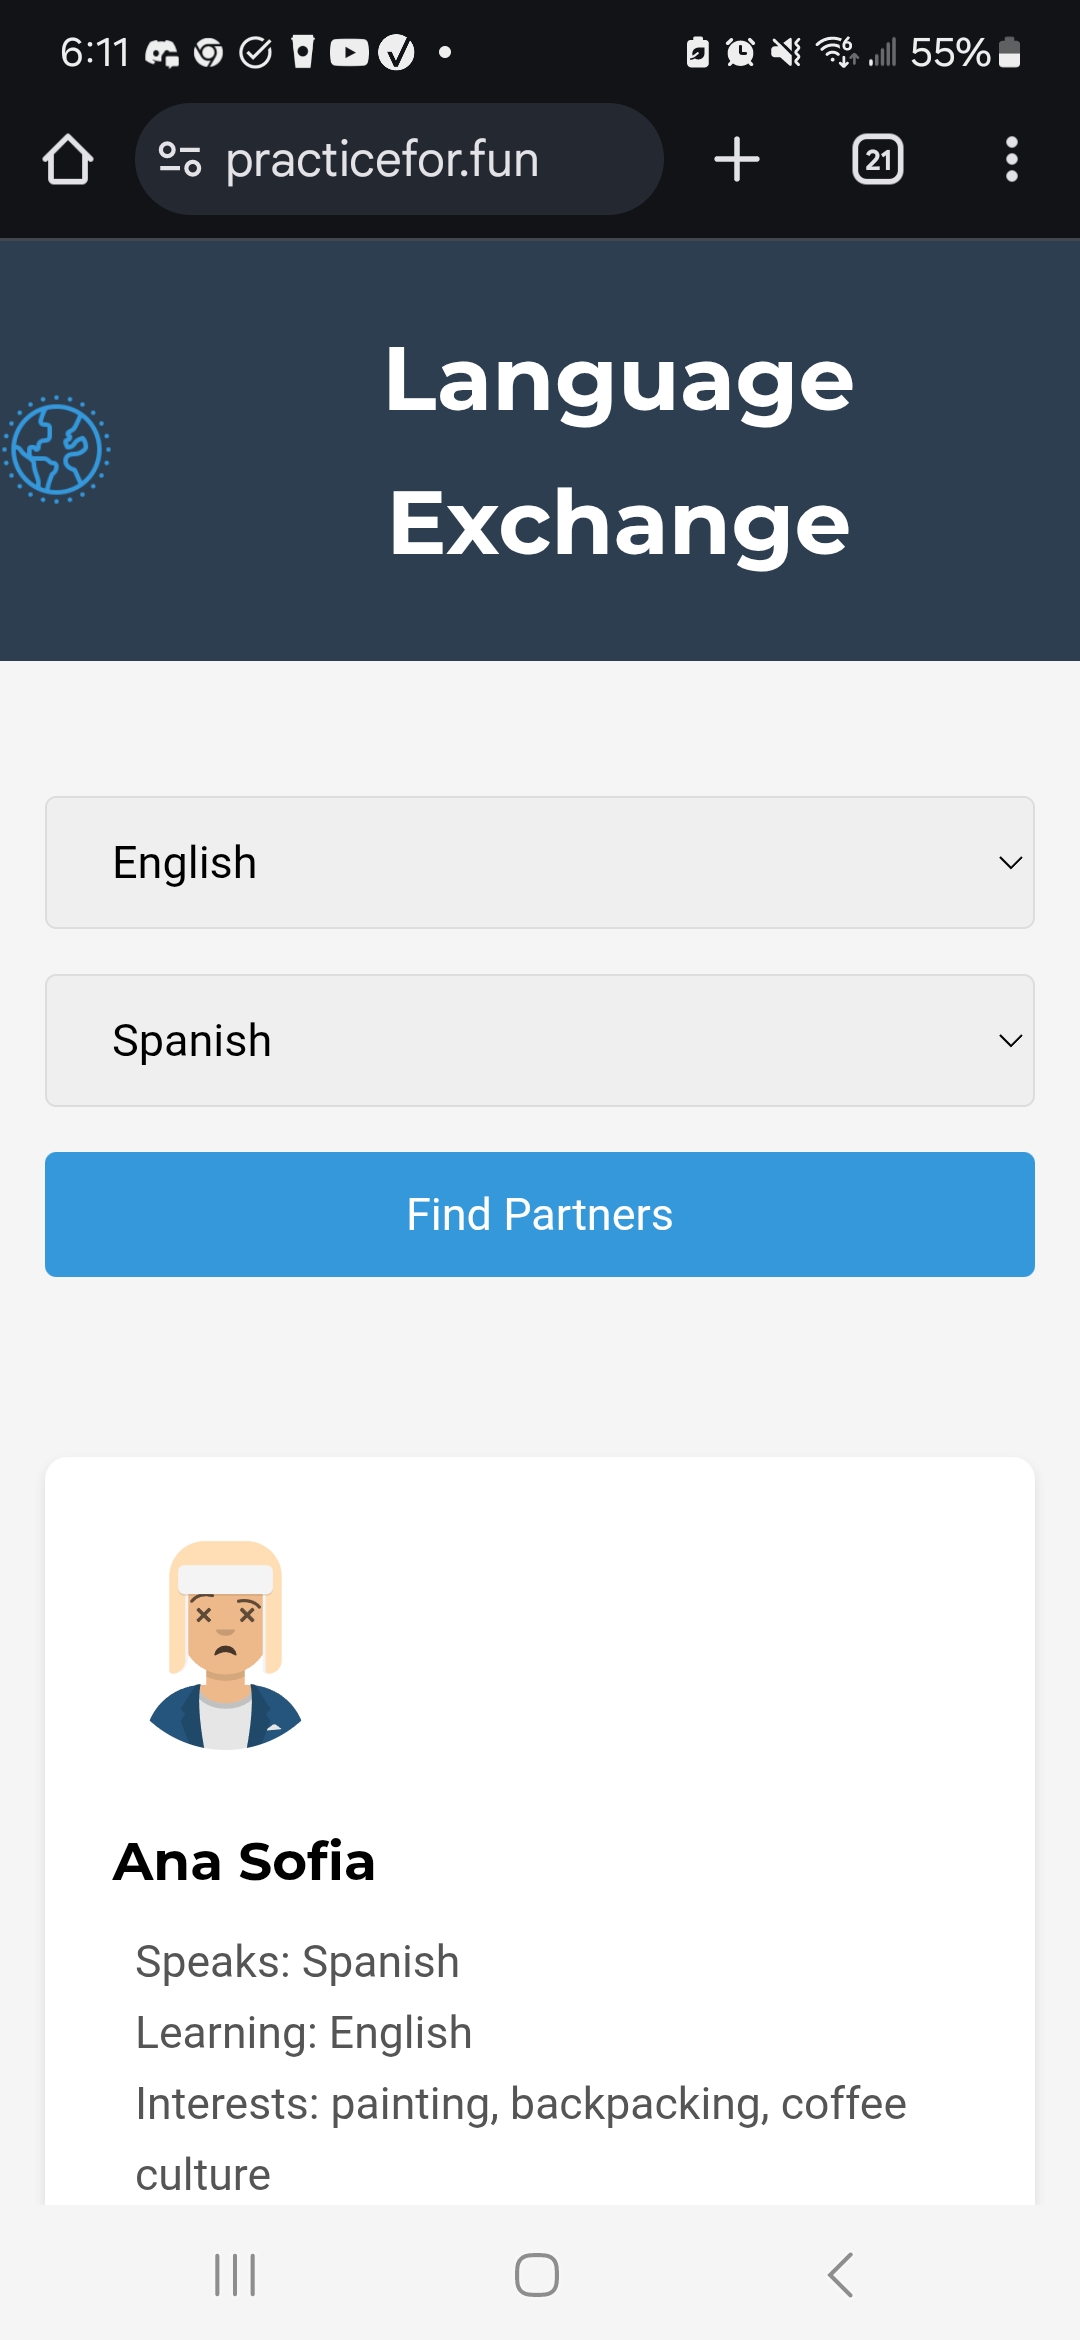 6:11
6
55%
practicefor.fun
21
Language
Exchange
English
Spanish
Find Partners
Ana Sofia
Speaks: Spanish
Learning: English
Interests: painting, backpacking, coffee
culture